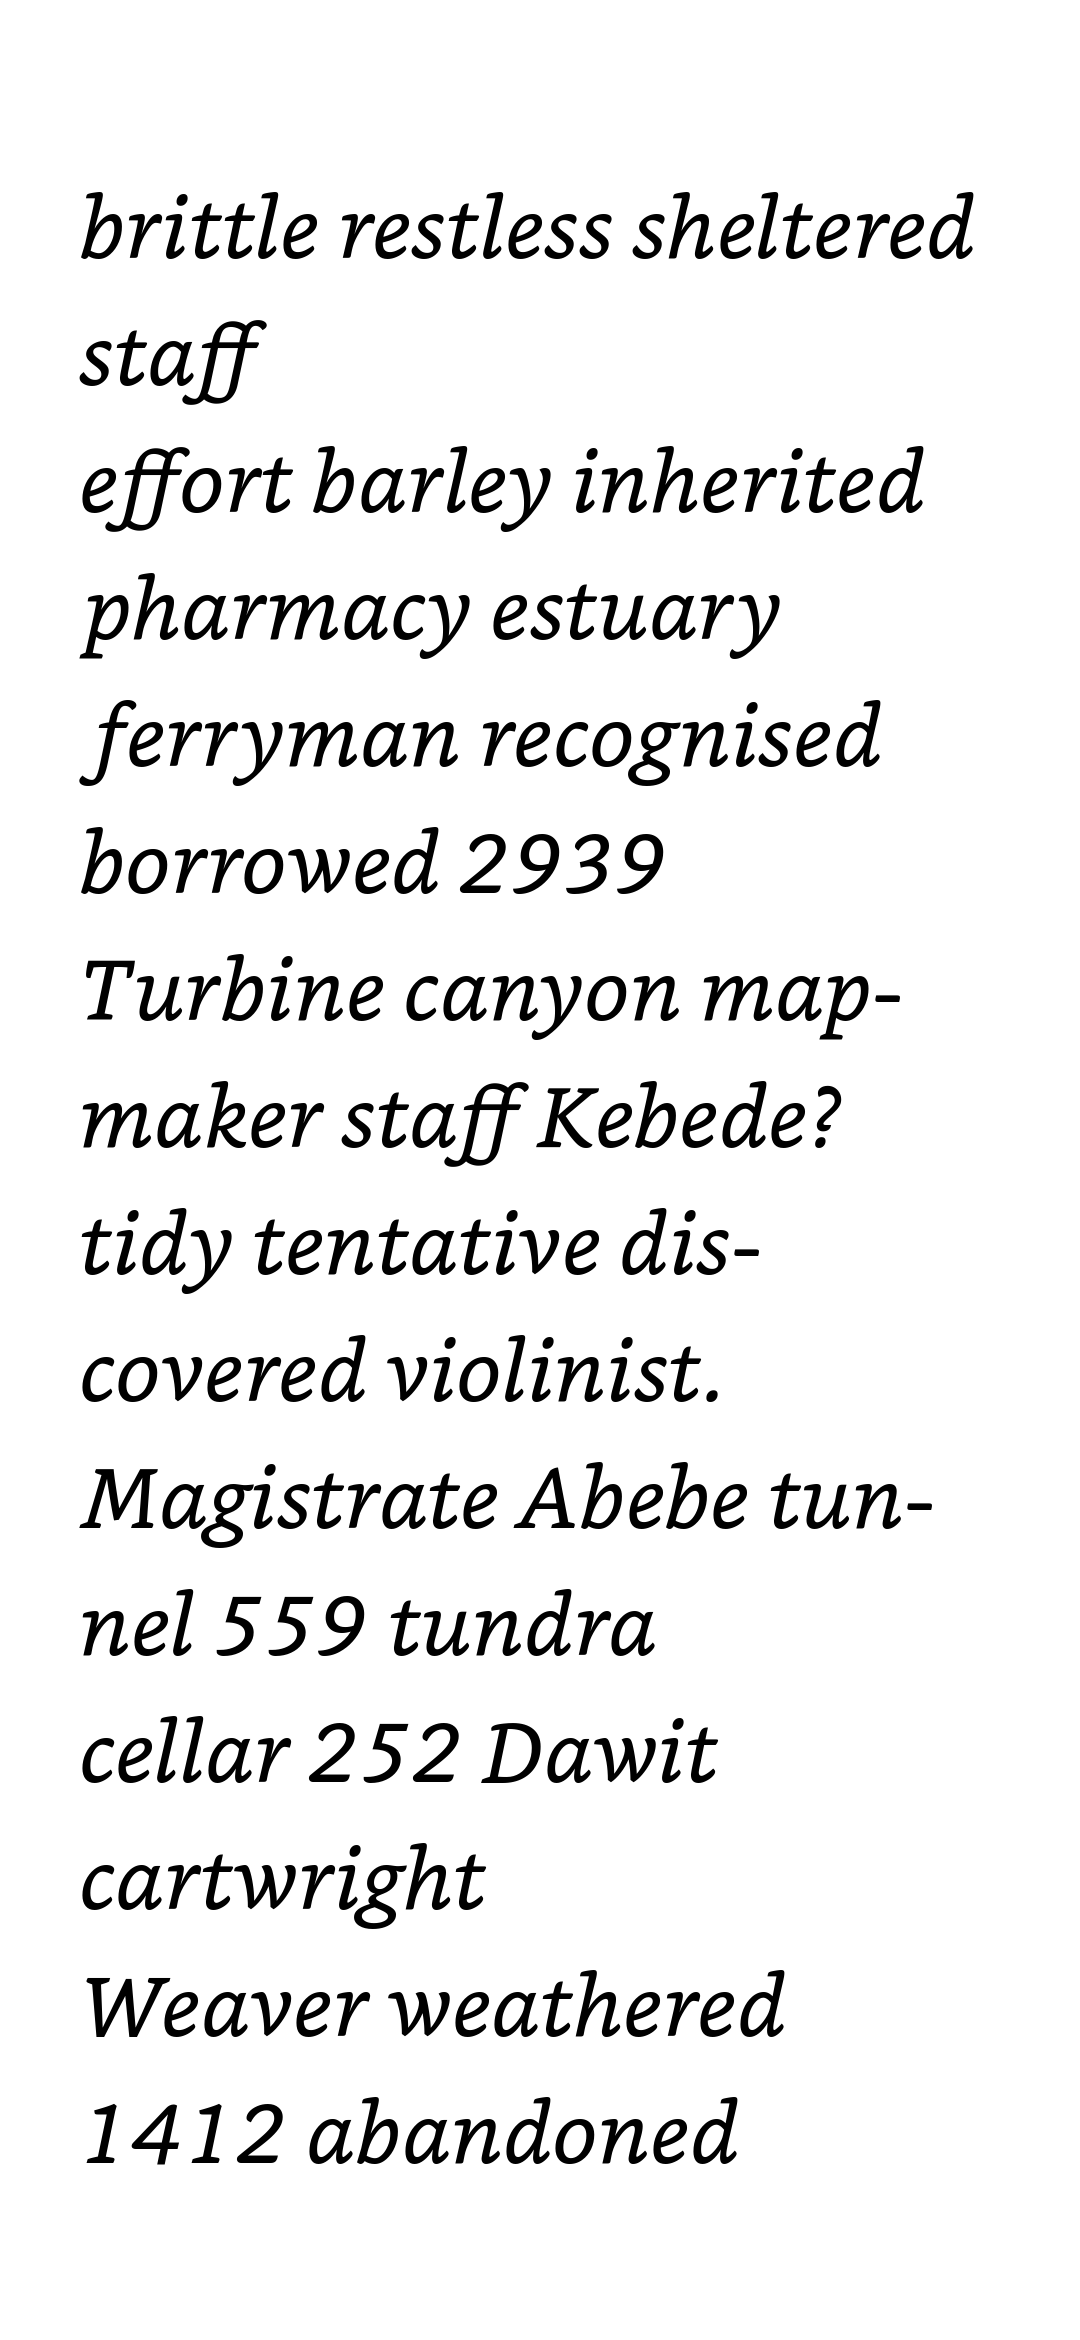 brittle restless sheltered
staff
effort barley inherited
pharmacy estuary
ferryman recognised
borrowed 2939
Turbine canyon map-
maker staff Kebede?
tidy tentative dis-
covered violinist.
Magistrate Abebe tun-
nel 559 tundra
cellar 252 Dawit
cartwright
Weaver weathered
1412 abandoned